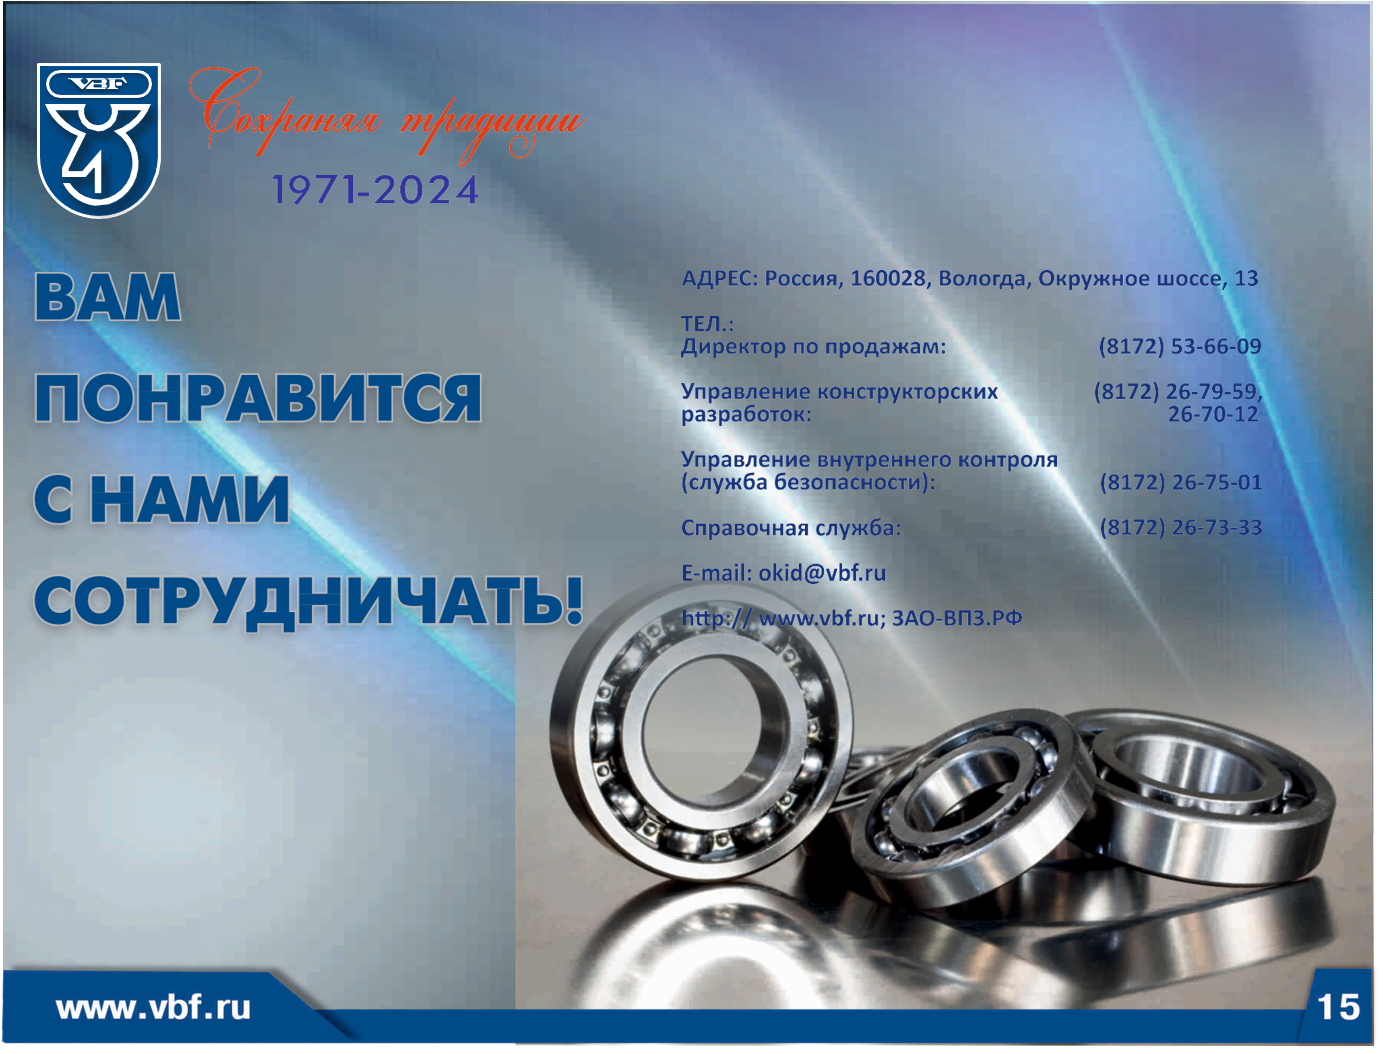 VBF
Сохраняя традиции
1971-2024
ВАМ
ПОНРАВИТСЯ
С НАМИ
СОТРУДНИЧАТЬ!
АДРЕС: Россия, 160028, Вологда, Окружное шоссе, 13
ТЕЛ.:
Директор по продажам: (8172) 53-66-09
Управление конструкторских (8172) 26-79-59,
разработок: 26-70-12
Управление внутреннего контроля
(служба безопасности): (8172) 26-75-01
Справочная служба: (8172) 26-73-33
E-mail: okid@vbf.ru
http:// www.vbf.ru; ЗАО-ВПЗ.РФ
www.vbf.ru
15